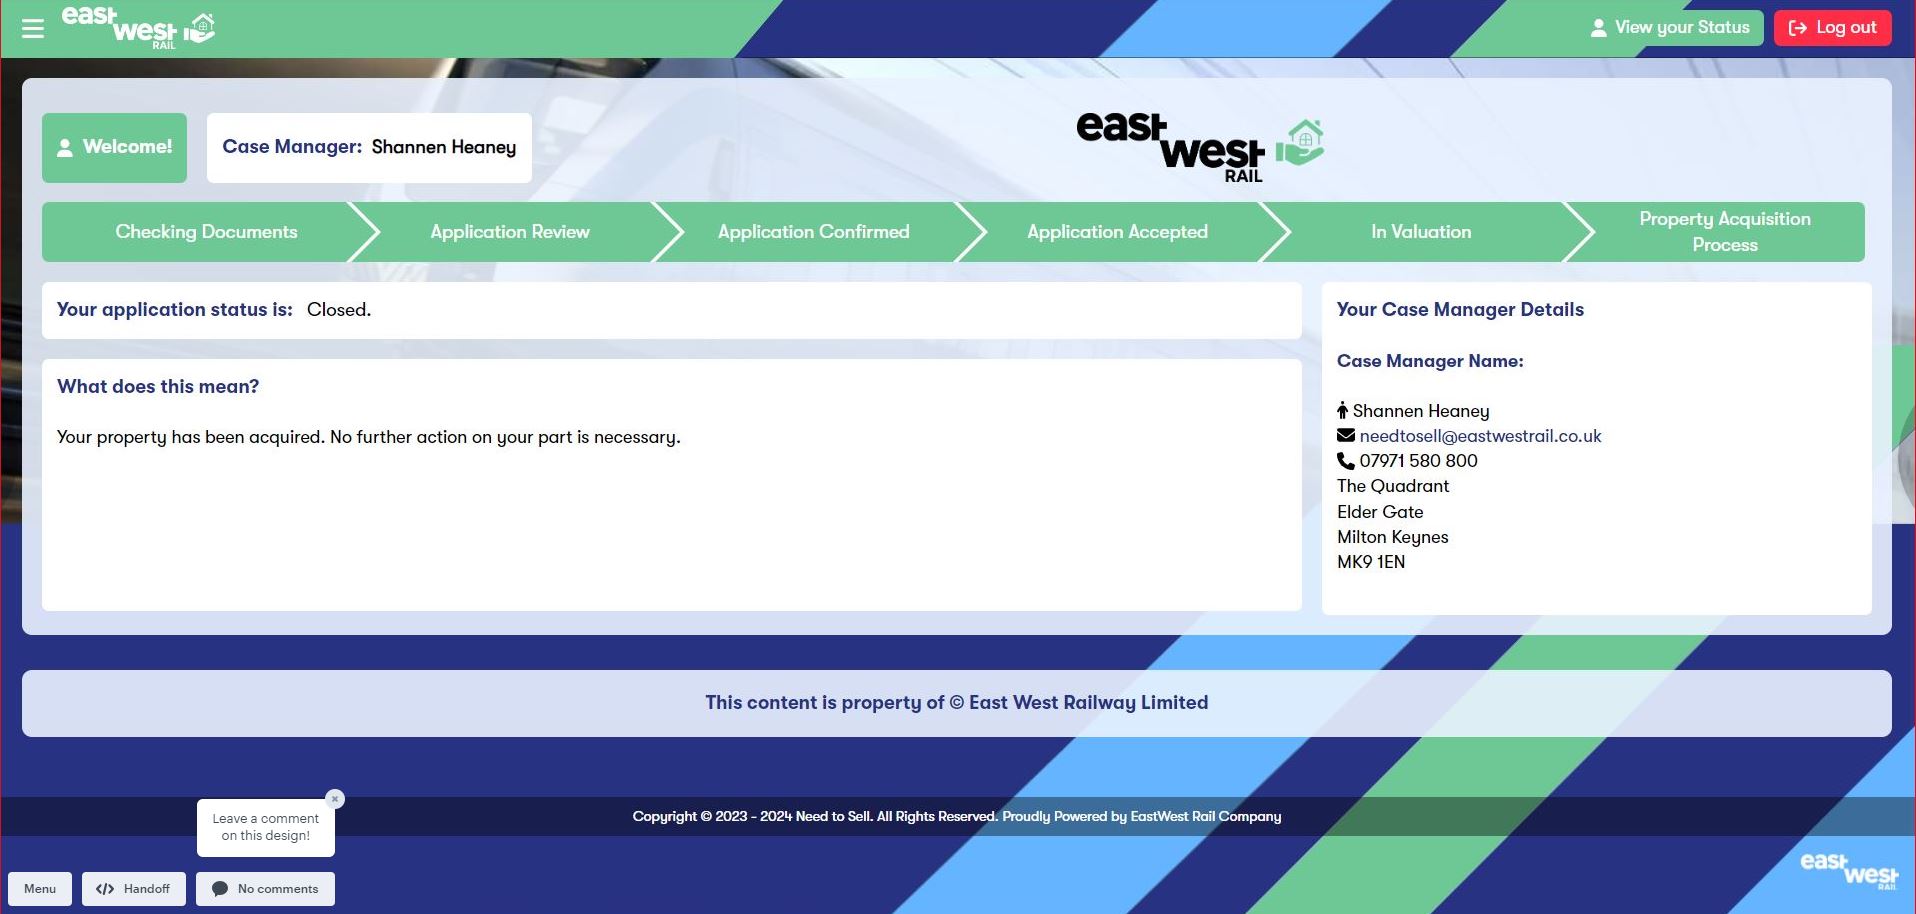 east
west
RAIL
View your Status
Log out
Welcome!
Case Manager: Shannen Heaney
east
west
RAIL
Checking Documents
Application Review
Application Confirmed
Application Accepted
In Valuation
Property Acquisition
Process
Your application status is: Closed.
What does this mean?
Your property has been acquired. No further action on your part is necessary.
Your Case Manager Details
Case Manager Name:
Shannen Heaney
needtosell@eastwestrail.co.uk
07971 580 800
The Quadrant
Elder Gate
Milton Keynes
MK9 1EN
This content is property of © East West Railway Limited
Copyright © 2023 - 2024 Need to Sell. All Rights Reserved. Proudly Powered by EastWest Rail Company
Leave a comment
on this design!
Menu
</> Handoff
No comments
east
west
RAIL